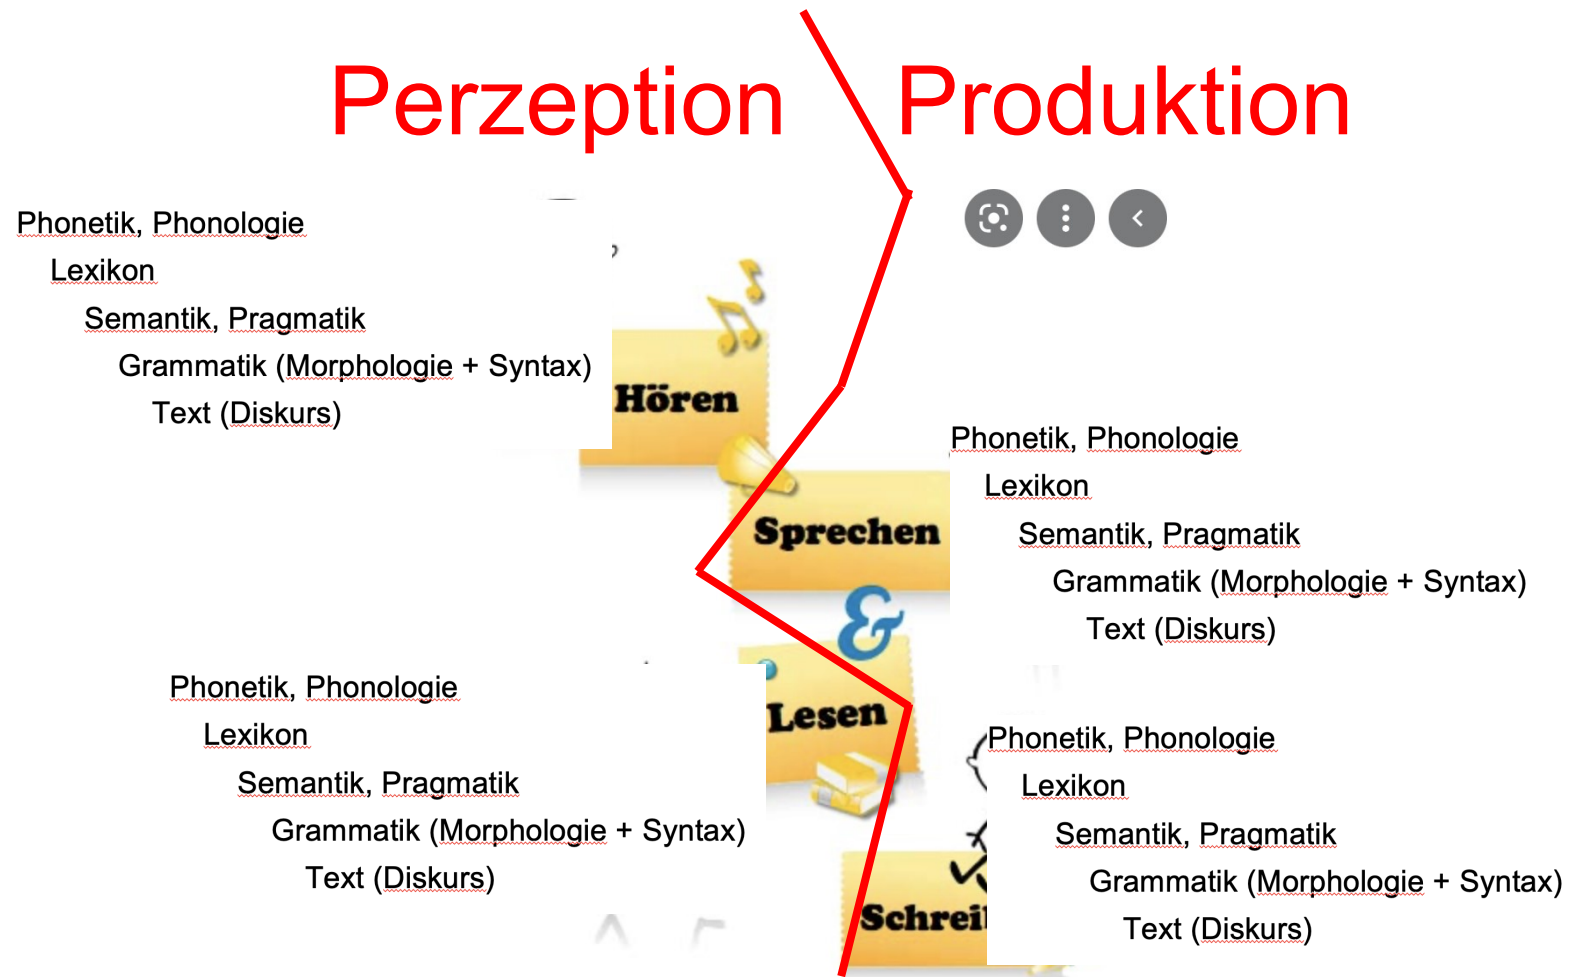 Perzeption
Produktion
Phonetik, Phonologie
Lexikon
Semantik, Pragmatik
Grammatik (Morphologie + Syntax)
Text (Diskurs)
Hören
Sprechen
Phonetik, Phonologie
Lexikon
Semantik, Pragmatik
Grammatik (Morphologie + Syntax)
Text (Diskurs)
&
Phonetik, Phonologie
Lexikon
Semantik, Pragmatik
Grammatik (Morphologie + Syntax)
Text (Diskurs)
Lesen
Schrei
Phonetik, Phonologie
Lexikon
Semantik, Pragmatik
Grammatik (Morphologie + Syntax)
Text (Diskurs)